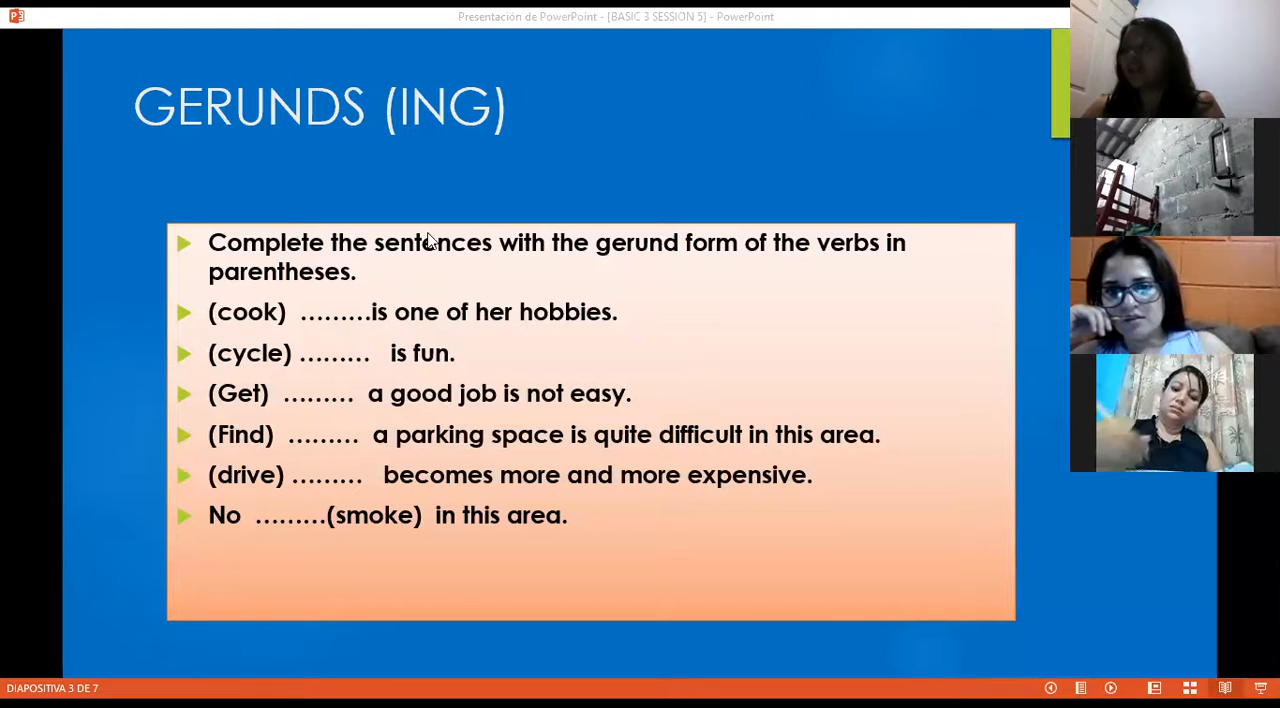 Presentación de PowerPoint - [BASIC 3 SESSION 5] - PowerPoint
GERUNDS (ING)
Complete the sentences with the gerund form of the verbs in
parentheses.
(cook) ………is one of her hobbies.
(cycle) ……… is fun.
(Get) ……… a good job is not easy.
(Find) ……… a parking space is quite difficult in this area.
(drive) ……… becomes more and more expensive.
No ………(smoke) in this area.
DIAPOSITIVA 3 DE 7